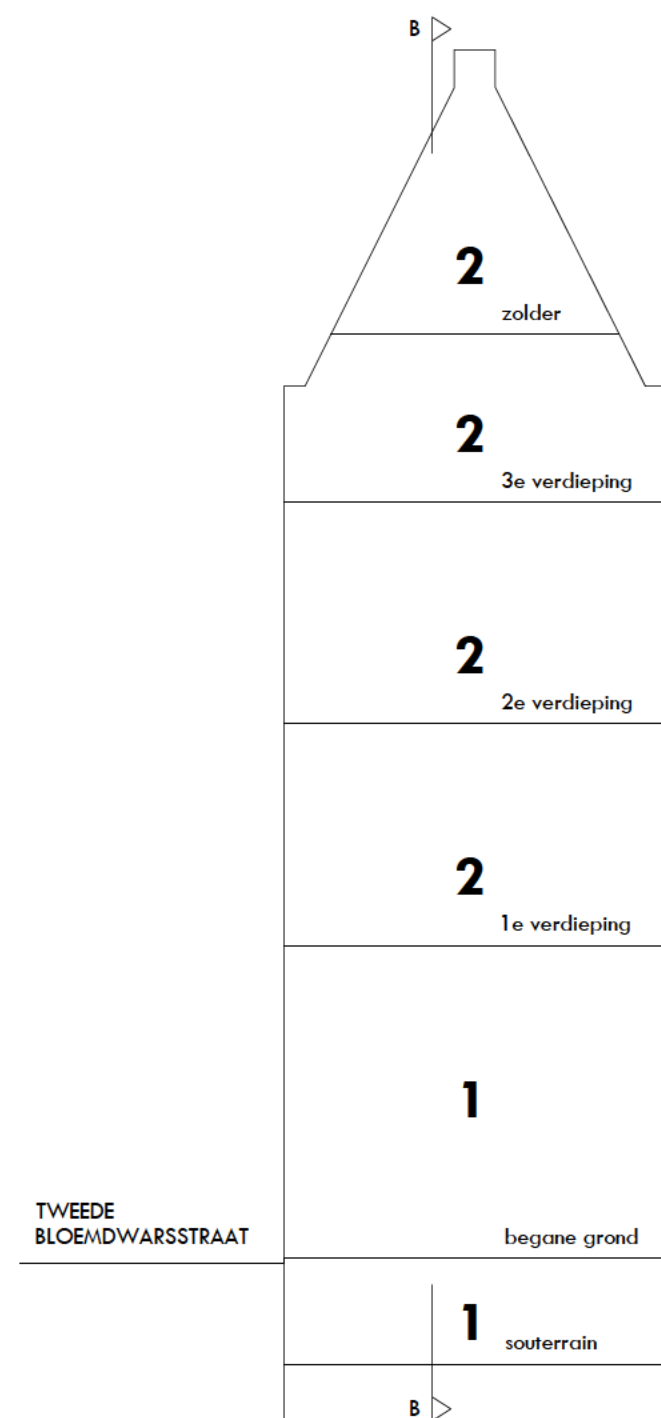 B
2
zolder
2
3e verdieping
2
2e verdieping
2
1e verdieping
1
TWEEDE
BLOEMDWARSSTRAAT
begane grond
1
souterrain
B